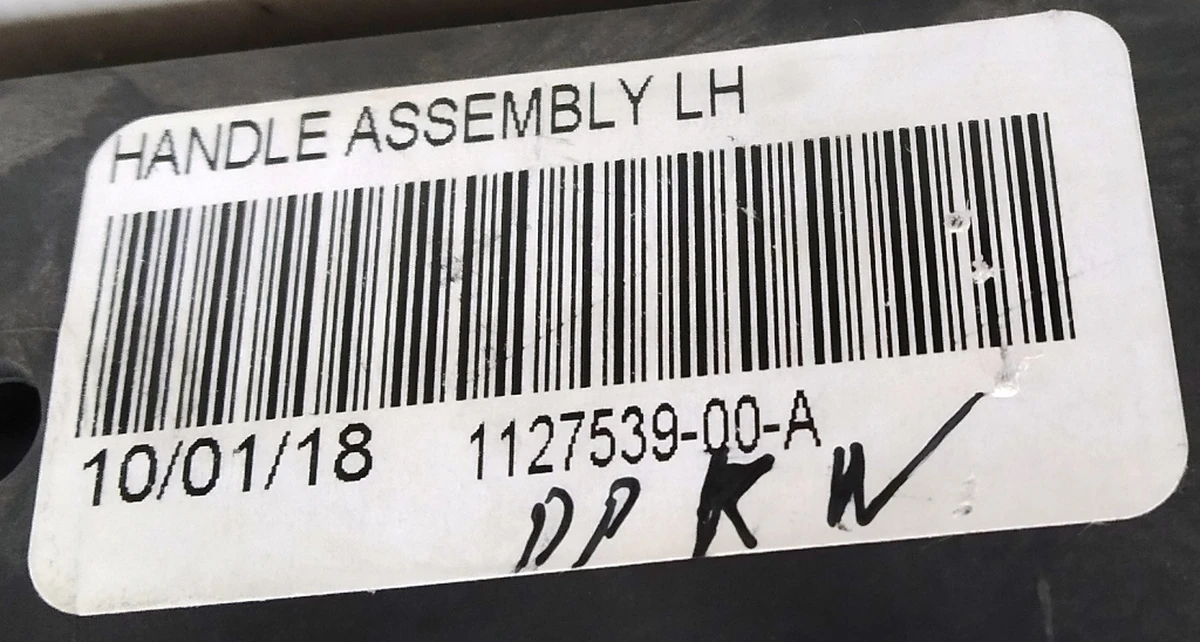 HANDLE ASSEMBLY LH
10/01/18 1127539-00-A
DP K W